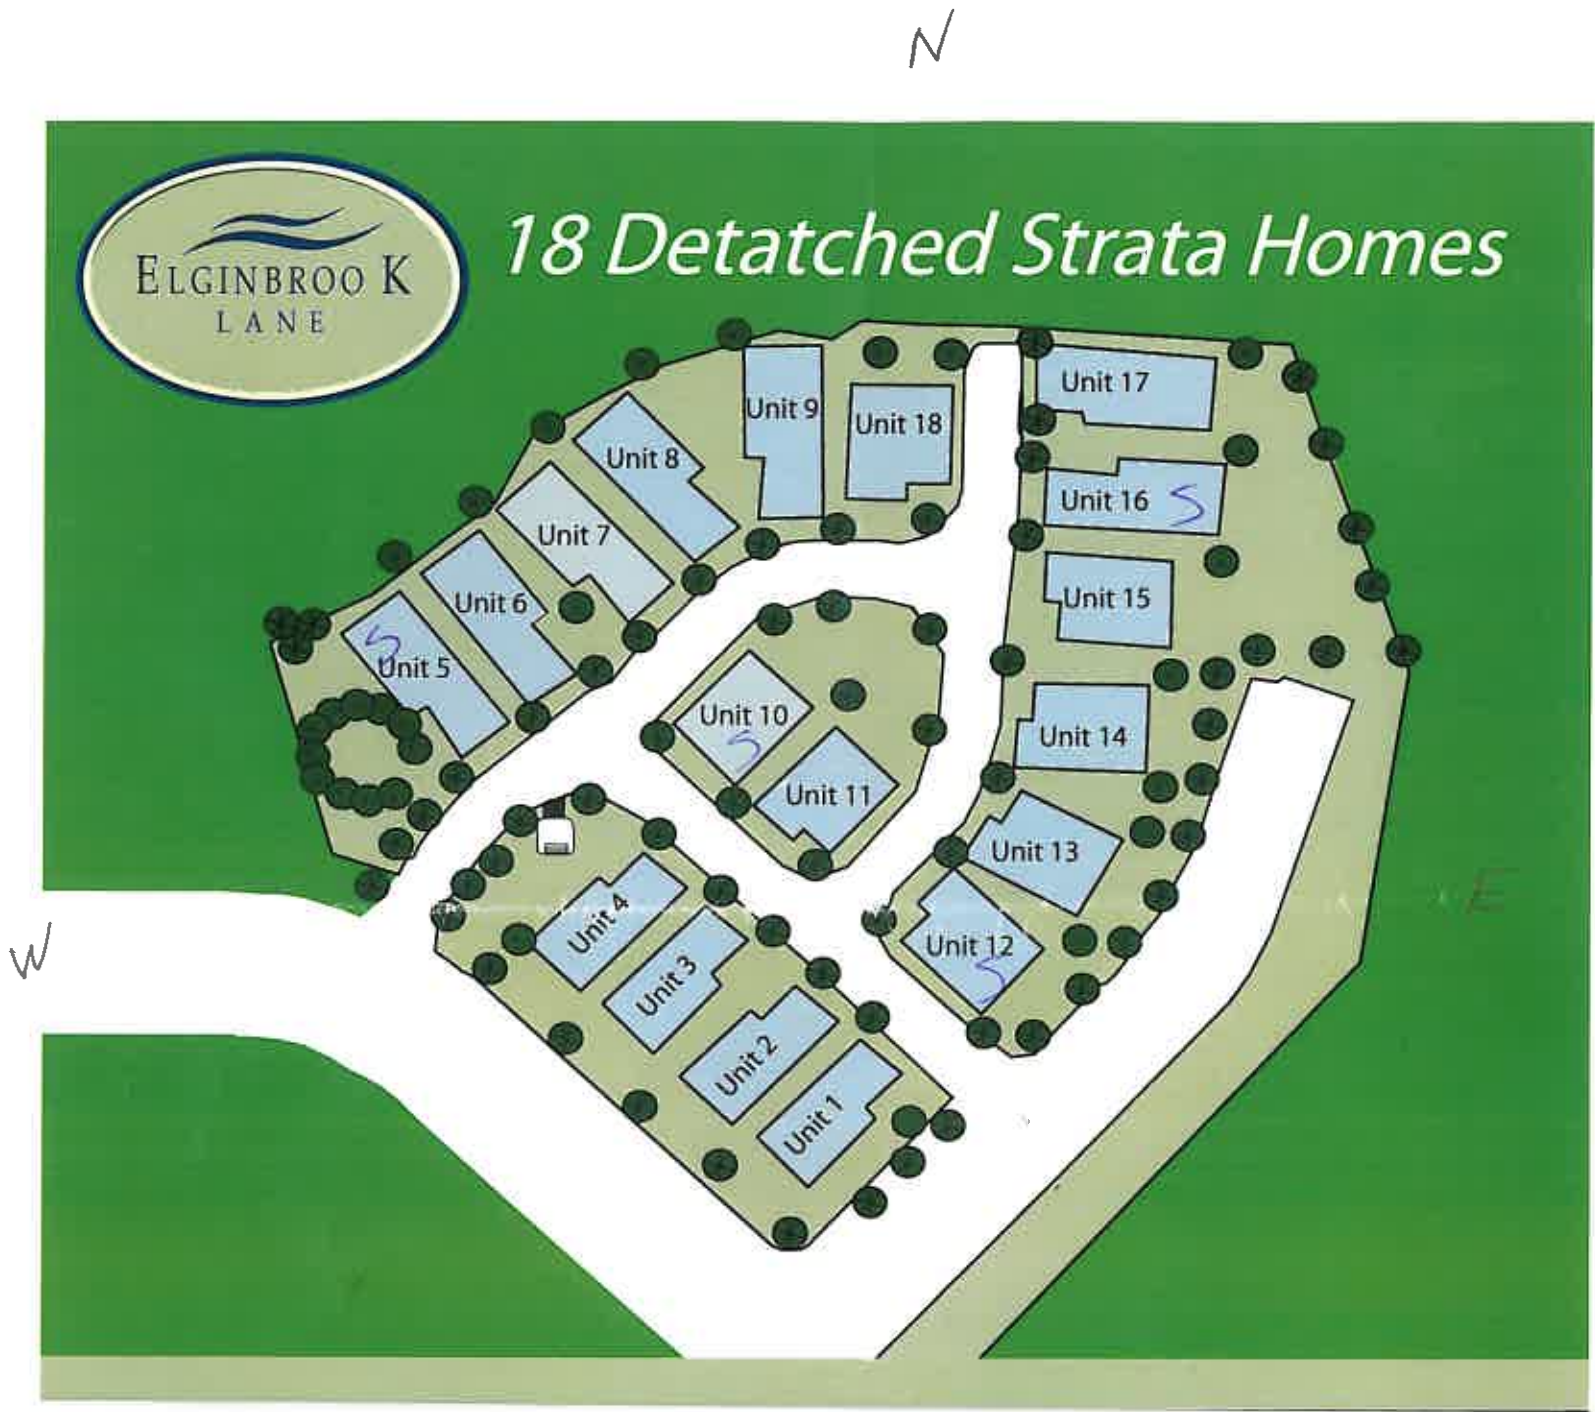 N
ELGINBROO K
LANE
18 Detatched Strata Homes
Unit 17
Unit 9
Unit 18
Unit 8
Unit 16 S
Unit 7
Unit 15
Unit 6
S
Unit 5
Unit 10
S
Unit 14
Unit 11
Unit 13
E
Unit 4
Unit 12
S
W
Unit 3
Unit 2
Unit 1